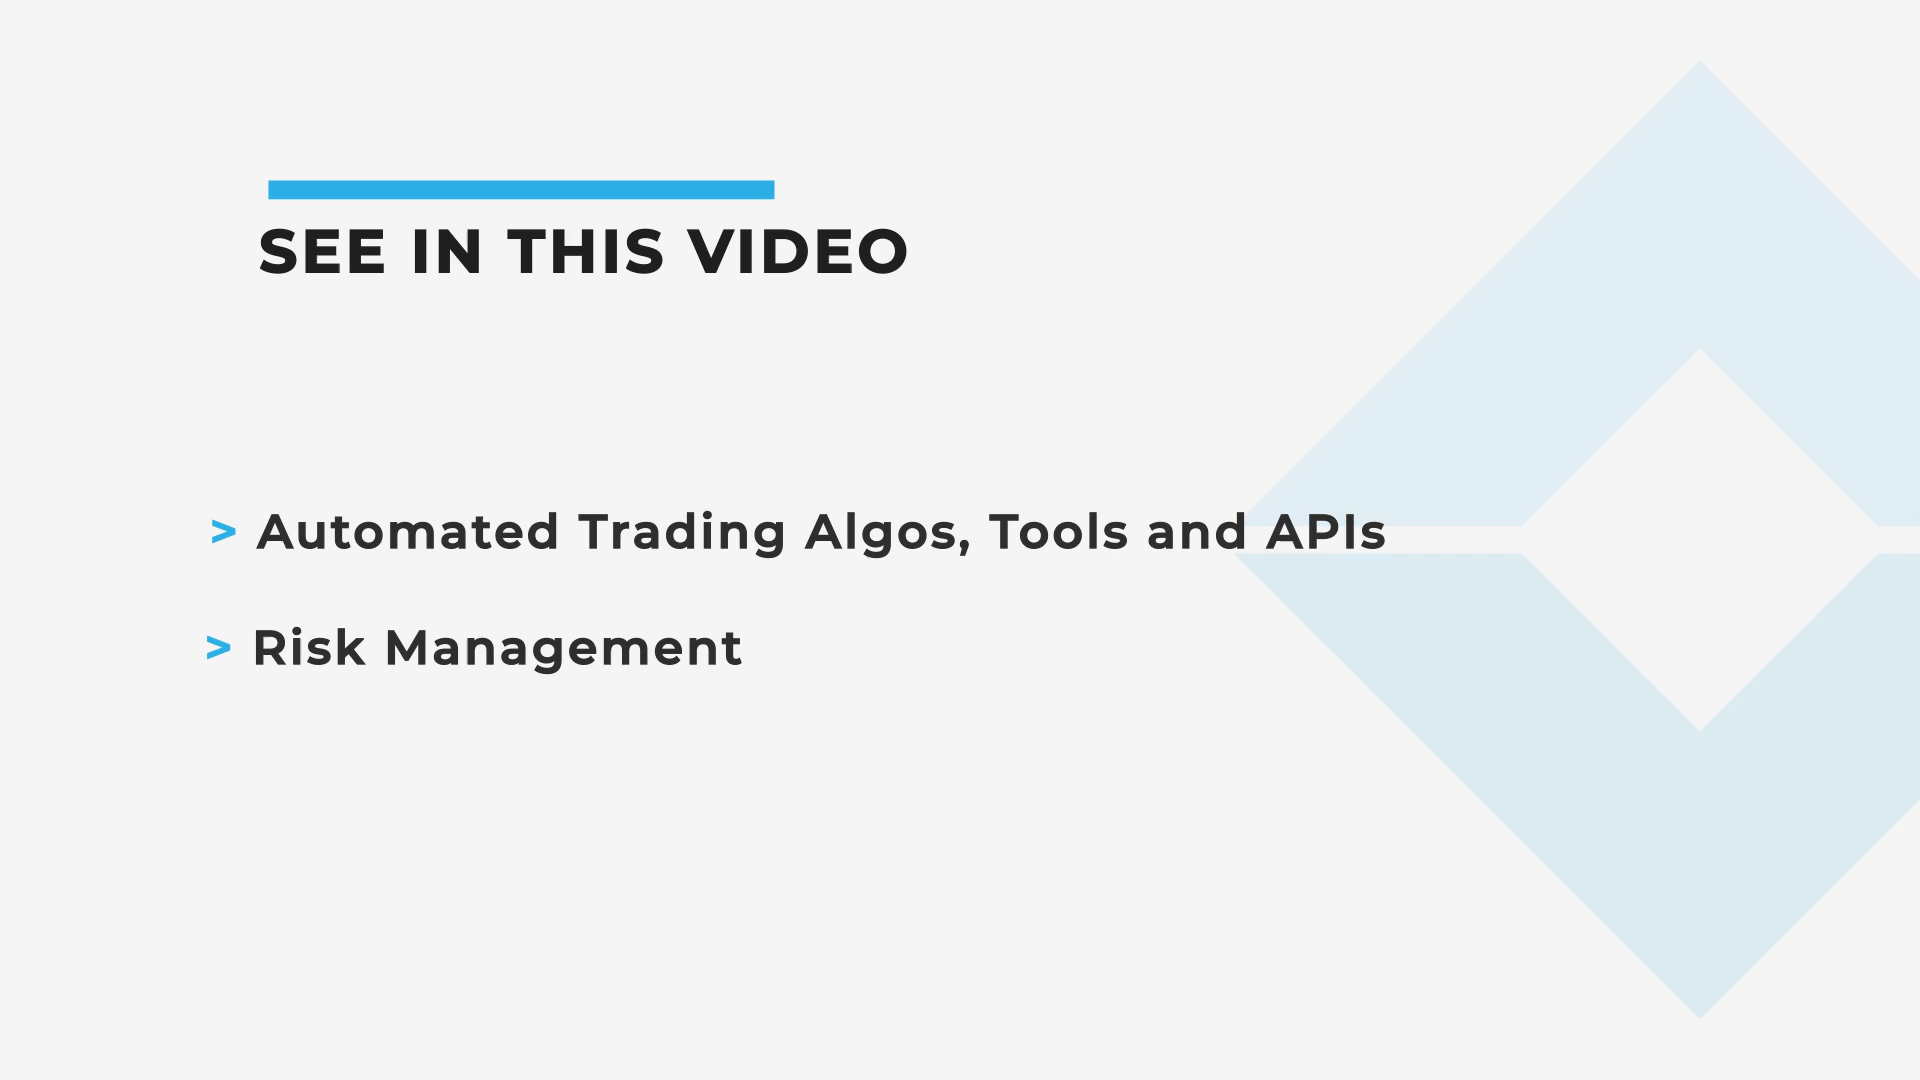 SEE IN THIS VIDEO
> Automated Trading Algos, Tools and APIs
> Risk Management